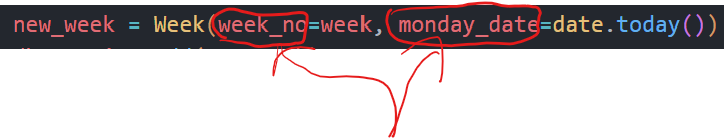 new_week = Week(week_no=week, monday_date=date.today())